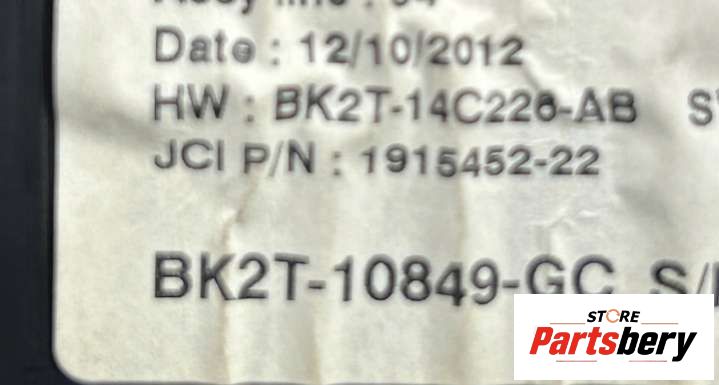 Date : 12/10/2012
HW : BK2T-14C226-AB S
JCI P/N : 1915452-22
BK2T-10849-GC S/
STORE
Partsbery